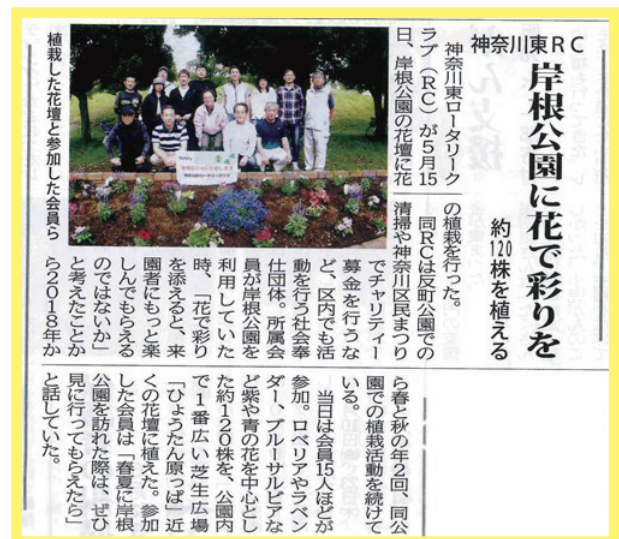 神奈川東RC
岸根公園に花で彩りを
約120株を植える
神奈川東ロータリーク
ラブ（RC）が5月15
日、岸根公園の花壇に花
の植栽を行った。
同RCは反町公園での
清掃や神奈川区民まつり
でチャリティー
募金を行うな
ど、区内でも活
動を行う社会奉
仕団体。所属会
員が岸根公園を
利用していた
時、「花で彩り
を添えると、来
園者にもっと楽
しんでもらえる
のではないか」
と考えたことか
ら2018年か
ら春と秋の年2回、同公
園での植栽活動を続けて
いる。
当日は会員15人ほどが
参加。ロベリアやラベン
ダー、ブルーサルビアな
ど紫や青の花を中心とし
た約120株を、公園内
で1番広い芝生広場
「ひょうたん原っぱ」近
くの花壇に植えた。参加
した会員は「春夏に岸根
公園を訪れた際は、ぜひ
見に行ってもらえたら」
と話していた。
植栽した花壇と参加した会員ら